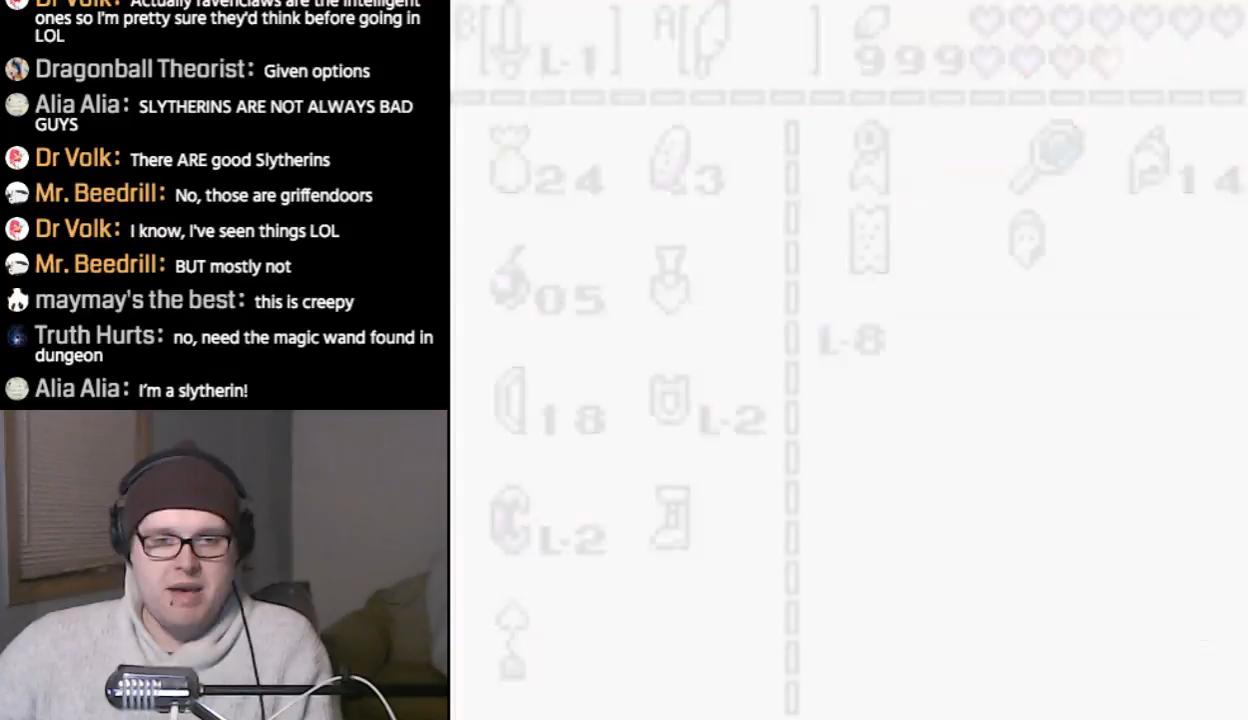 Dr Volk: Actually ravenclaws are the intelligent
ones so I'm pretty sure they'd think before going in
LOL
Dragonball Theorist: Given options
Alia Alia: SLYTHERINS ARE NOT ALWAYS BAD
GUYS
Dr Volk: There ARE good Slytherins
Mr. Beedrill: No, those are griffendoors
Dr Volk: I know, I've seen things LOL
Mr. Beedrill: BUT mostly not
maymay's the best: this is creepy
Truth Hurts: no, need the magic wand found in
dungeon
Alia Alia: I'm a slytherin!
B[ L-1 ] A[ ] 999
24 3 14
05
L-8
18 L-2
L-2